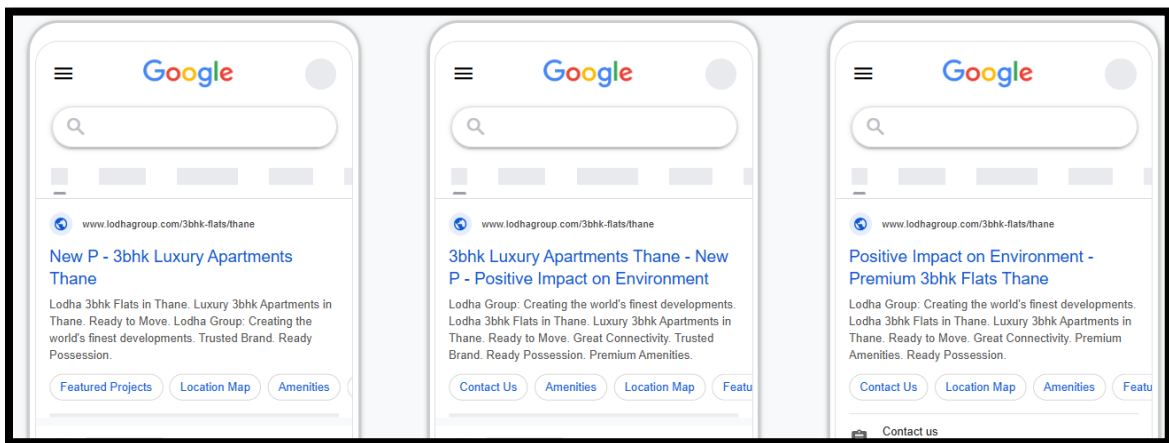 Google
www.lodhagroup.com/3bhk-flats/thane
New P - 3bhk Luxury Apartments
Thane
Lodha 3bhk Flats in Thane. Luxury 3bhk Apartments in
Thane. Ready to Move. Lodha Group: Creating the
world's finest developments. Trusted Brand. Ready
Possession.
Featured Projects
Location Map
Amenities
Google
www.lodhagroup.com/3bhk-flats/thane
3bhk Luxury Apartments Thane - New
P - Positive Impact on Environment
Lodha Group: Creating the world's finest developments.
Lodha 3bhk Flats in Thane. Luxury 3bhk Apartments in
Thane. Ready to Move. Great Connectivity. Trusted
Brand. Ready Possession. Premium Amenities.
Contact Us
Amenities
Location Map
Featu
Google
www.lodhagroup.com/3bhk-flats/thane
Positive Impact on Environment -
Premium 3bhk Flats Thane
Lodha Group: Creating the world's finest developments.
Lodha 3bhk Flats in Thane. Luxury 3bhk Apartments in
Thane. Ready to Move. Great Connectivity. Premium
Amenities. Ready Possession.
Contact Us
Location Map
Amenities
Featu
Contact us